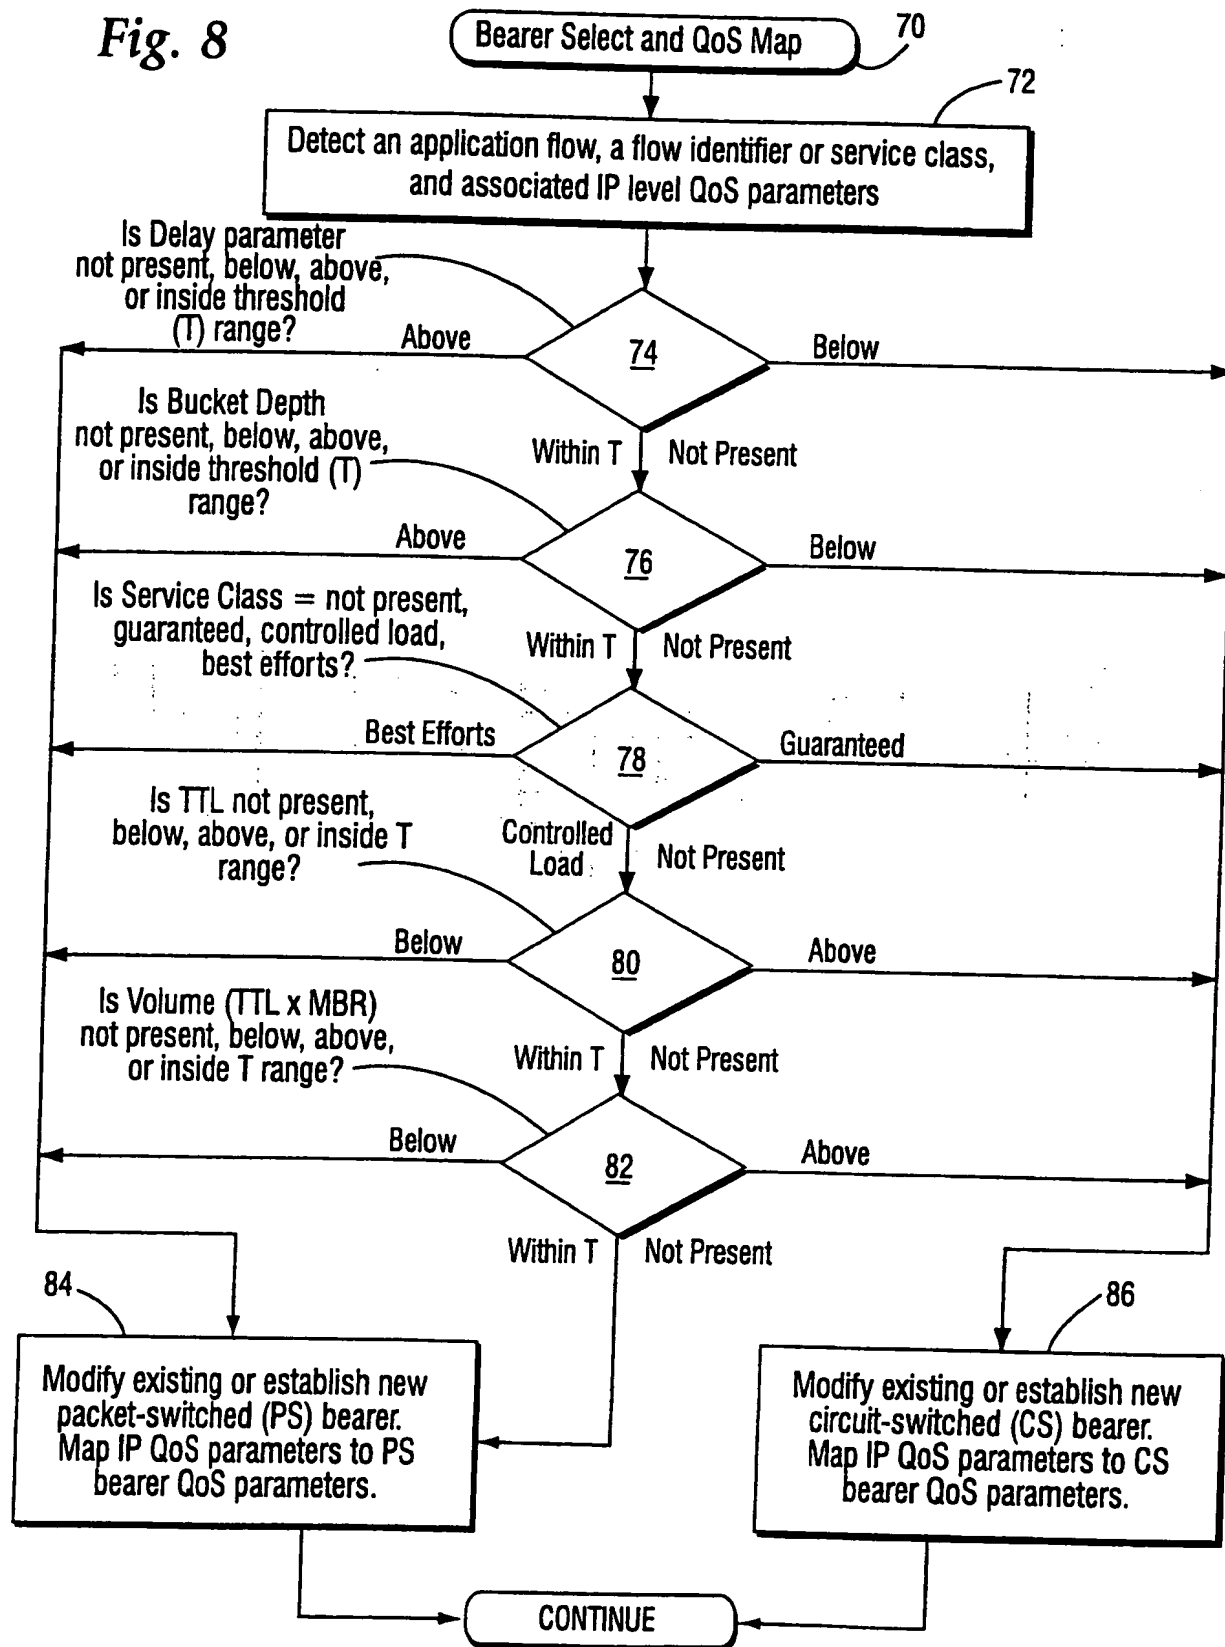 Fig. 8
Bearer Select and QoS Map
70
72
Detect an application flow, a flow identifier or service class,
and associated IP level QoS parameters
Is Delay parameter
not present, below, above,
or inside threshold
(T) range?
Above
74
Below
Within T
Not Present
Is Bucket Depth
not present, below, above,
or inside threshold (T)
range?
Above
76
Below
Within T
Not Present
Is Service Class = not present,
guaranteed, controlled load,
best efforts?
Best Efforts
78
Guaranteed
Controlled
Load
Not Present
Is TTL not present,
below, above, or inside T
range?
Below
80
Above
Within T
Not Present
Is Volume (TTL x MBR)
not present, below, above,
or inside T range?
Below
82
Above
Within T
Not Present
84
Modify existing or establish new
packet-switched (PS) bearer.
Map IP QoS parameters to PS
bearer QoS parameters.
86
Modify existing or establish new
circuit-switched (CS) bearer.
Map IP QoS parameters to CS
bearer QoS parameters.
CONTINUE